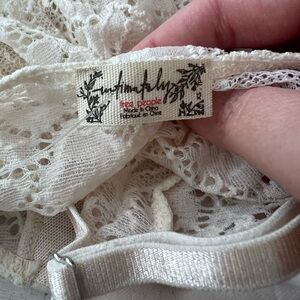 intimately
free people
Made in China
Fabriqué en Chine